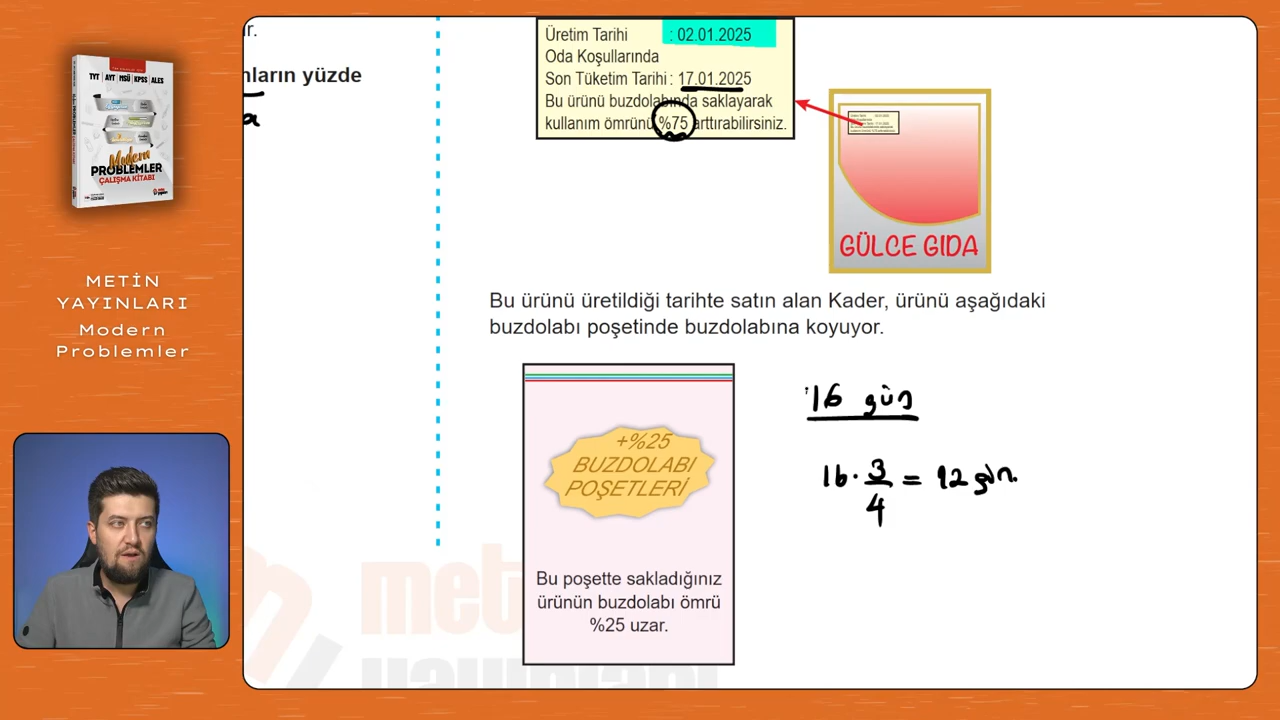 TYT | AYT | MSÜ | KPSS | ALES
Modern
PROBLEMLER
ÇALIŞMA KİTABI
METİN
YAYINLARI
Modern
Problemler
ır.
nların yüzde
a
Üretim Tarihi : 02.01.2025
Oda Koşullarında
Son Tüketim Tarihi : 17.01.2025
Bu ürünü buzdolabında saklayarak
kullanım ömrünü %75 arttırabilirsiniz.
GÜLCE GIDA
Bu ürünü üretildiği tarihte satın alan Kader, ürünü aşağıdaki
buzdolabı poşetinde buzdolabına koyuyor.
+%25
BUZDOLABI
POŞETLERİ
Bu poşette sakladığınız
ürünün buzdolabı ömrü
%25 uzar.
16 gün
16 · 3/4 = 12 gün.
metin
yayınları